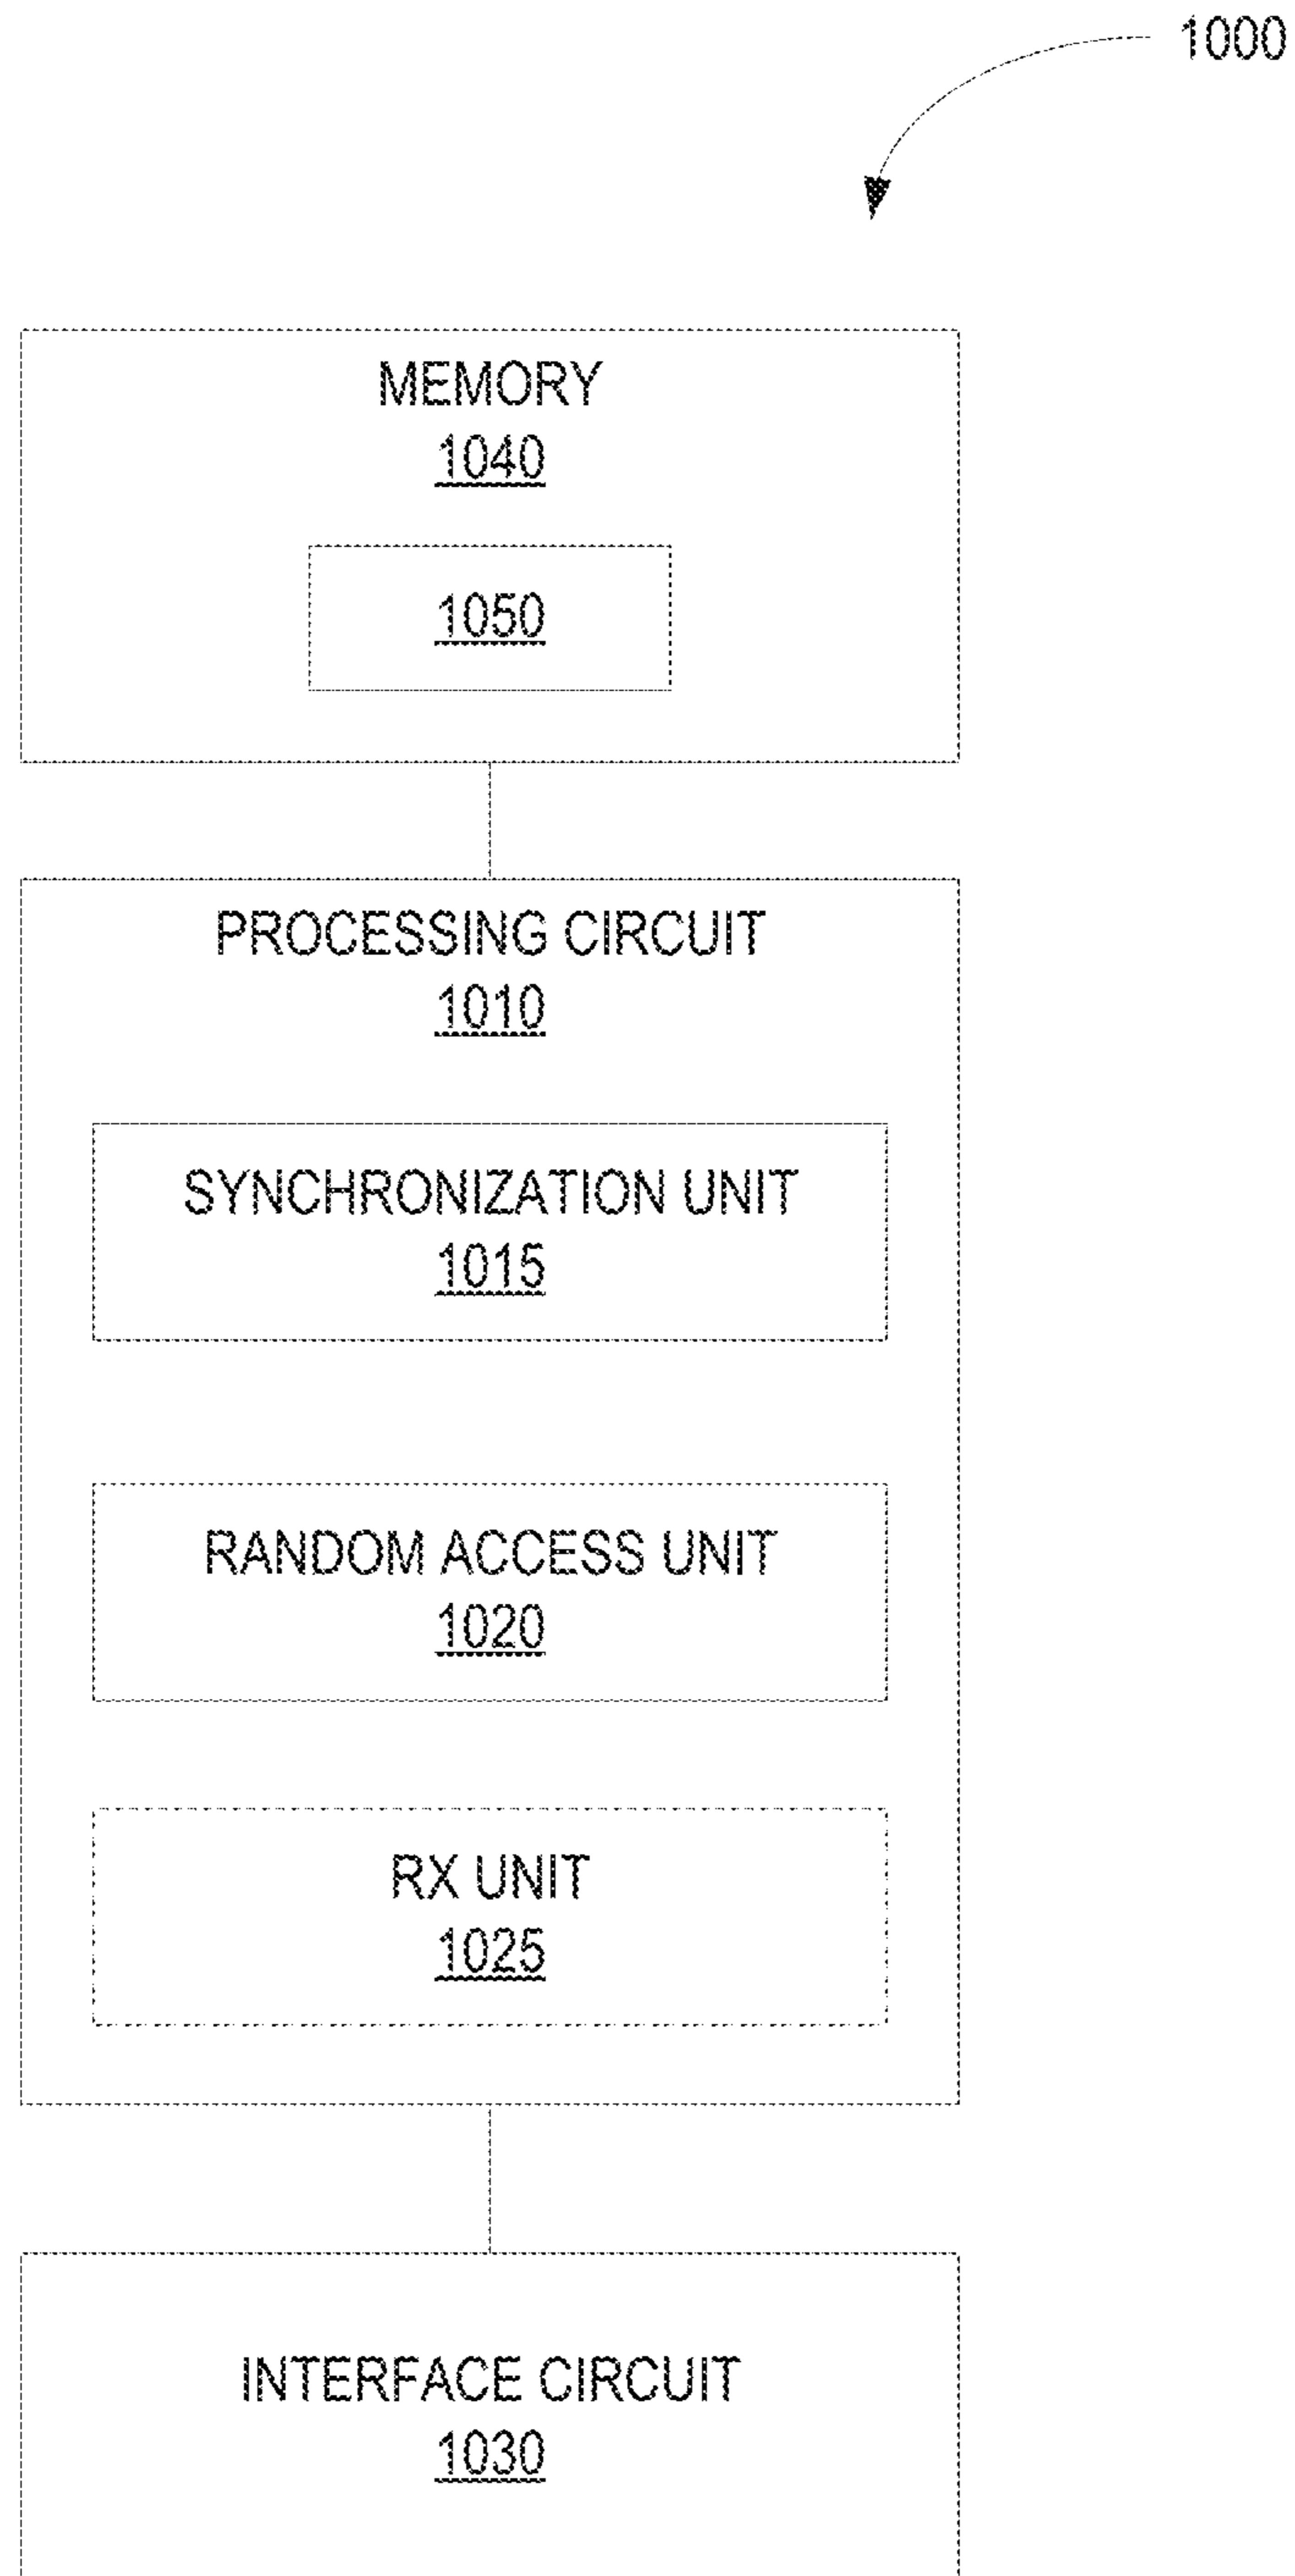 1000
MEMORY
1040
1050
PROCESSING CIRCUIT
1010
SYNCHRONIZATION UNIT
1015
RANDOM ACCESS UNIT
1020
RX UNIT
1025
INTERFACE CIRCUIT
1030